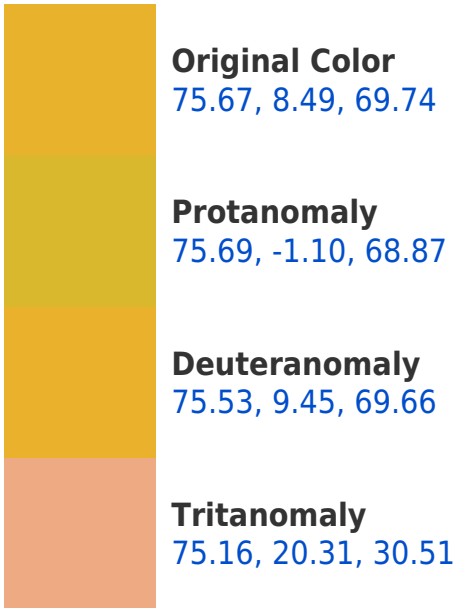 Original Color
75.67, 8.49, 69.74
Protanomaly
75.69, -1.10, 68.87
Deuteranomaly
75.53, 9.45, 69.66
Tritanomaly
75.16, 20.31, 30.51